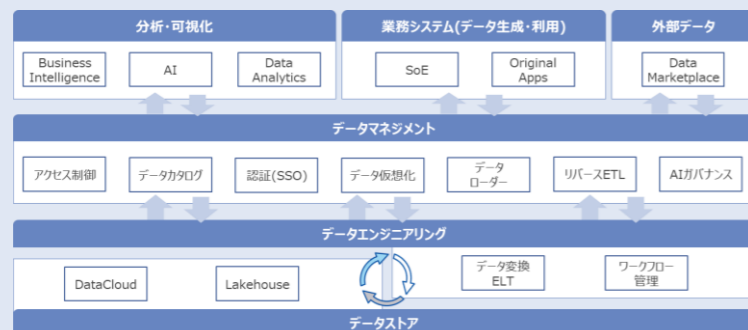 分析・可視化
業務システム(データ生成・利用)
外部データ
Business
Intelligence
AI
Data
Analytics
SoE
Original
Apps
Data
Marketplace
データマネジメント
アクセス制御
データカタログ
認証(SSO)
データ仮想化
データ
ローダー
リバースETL
AIガバナンス
データエンジニアリング
DataCloud
Lakehouse
データ変換
ELT
ワークフロー
管理
データストア